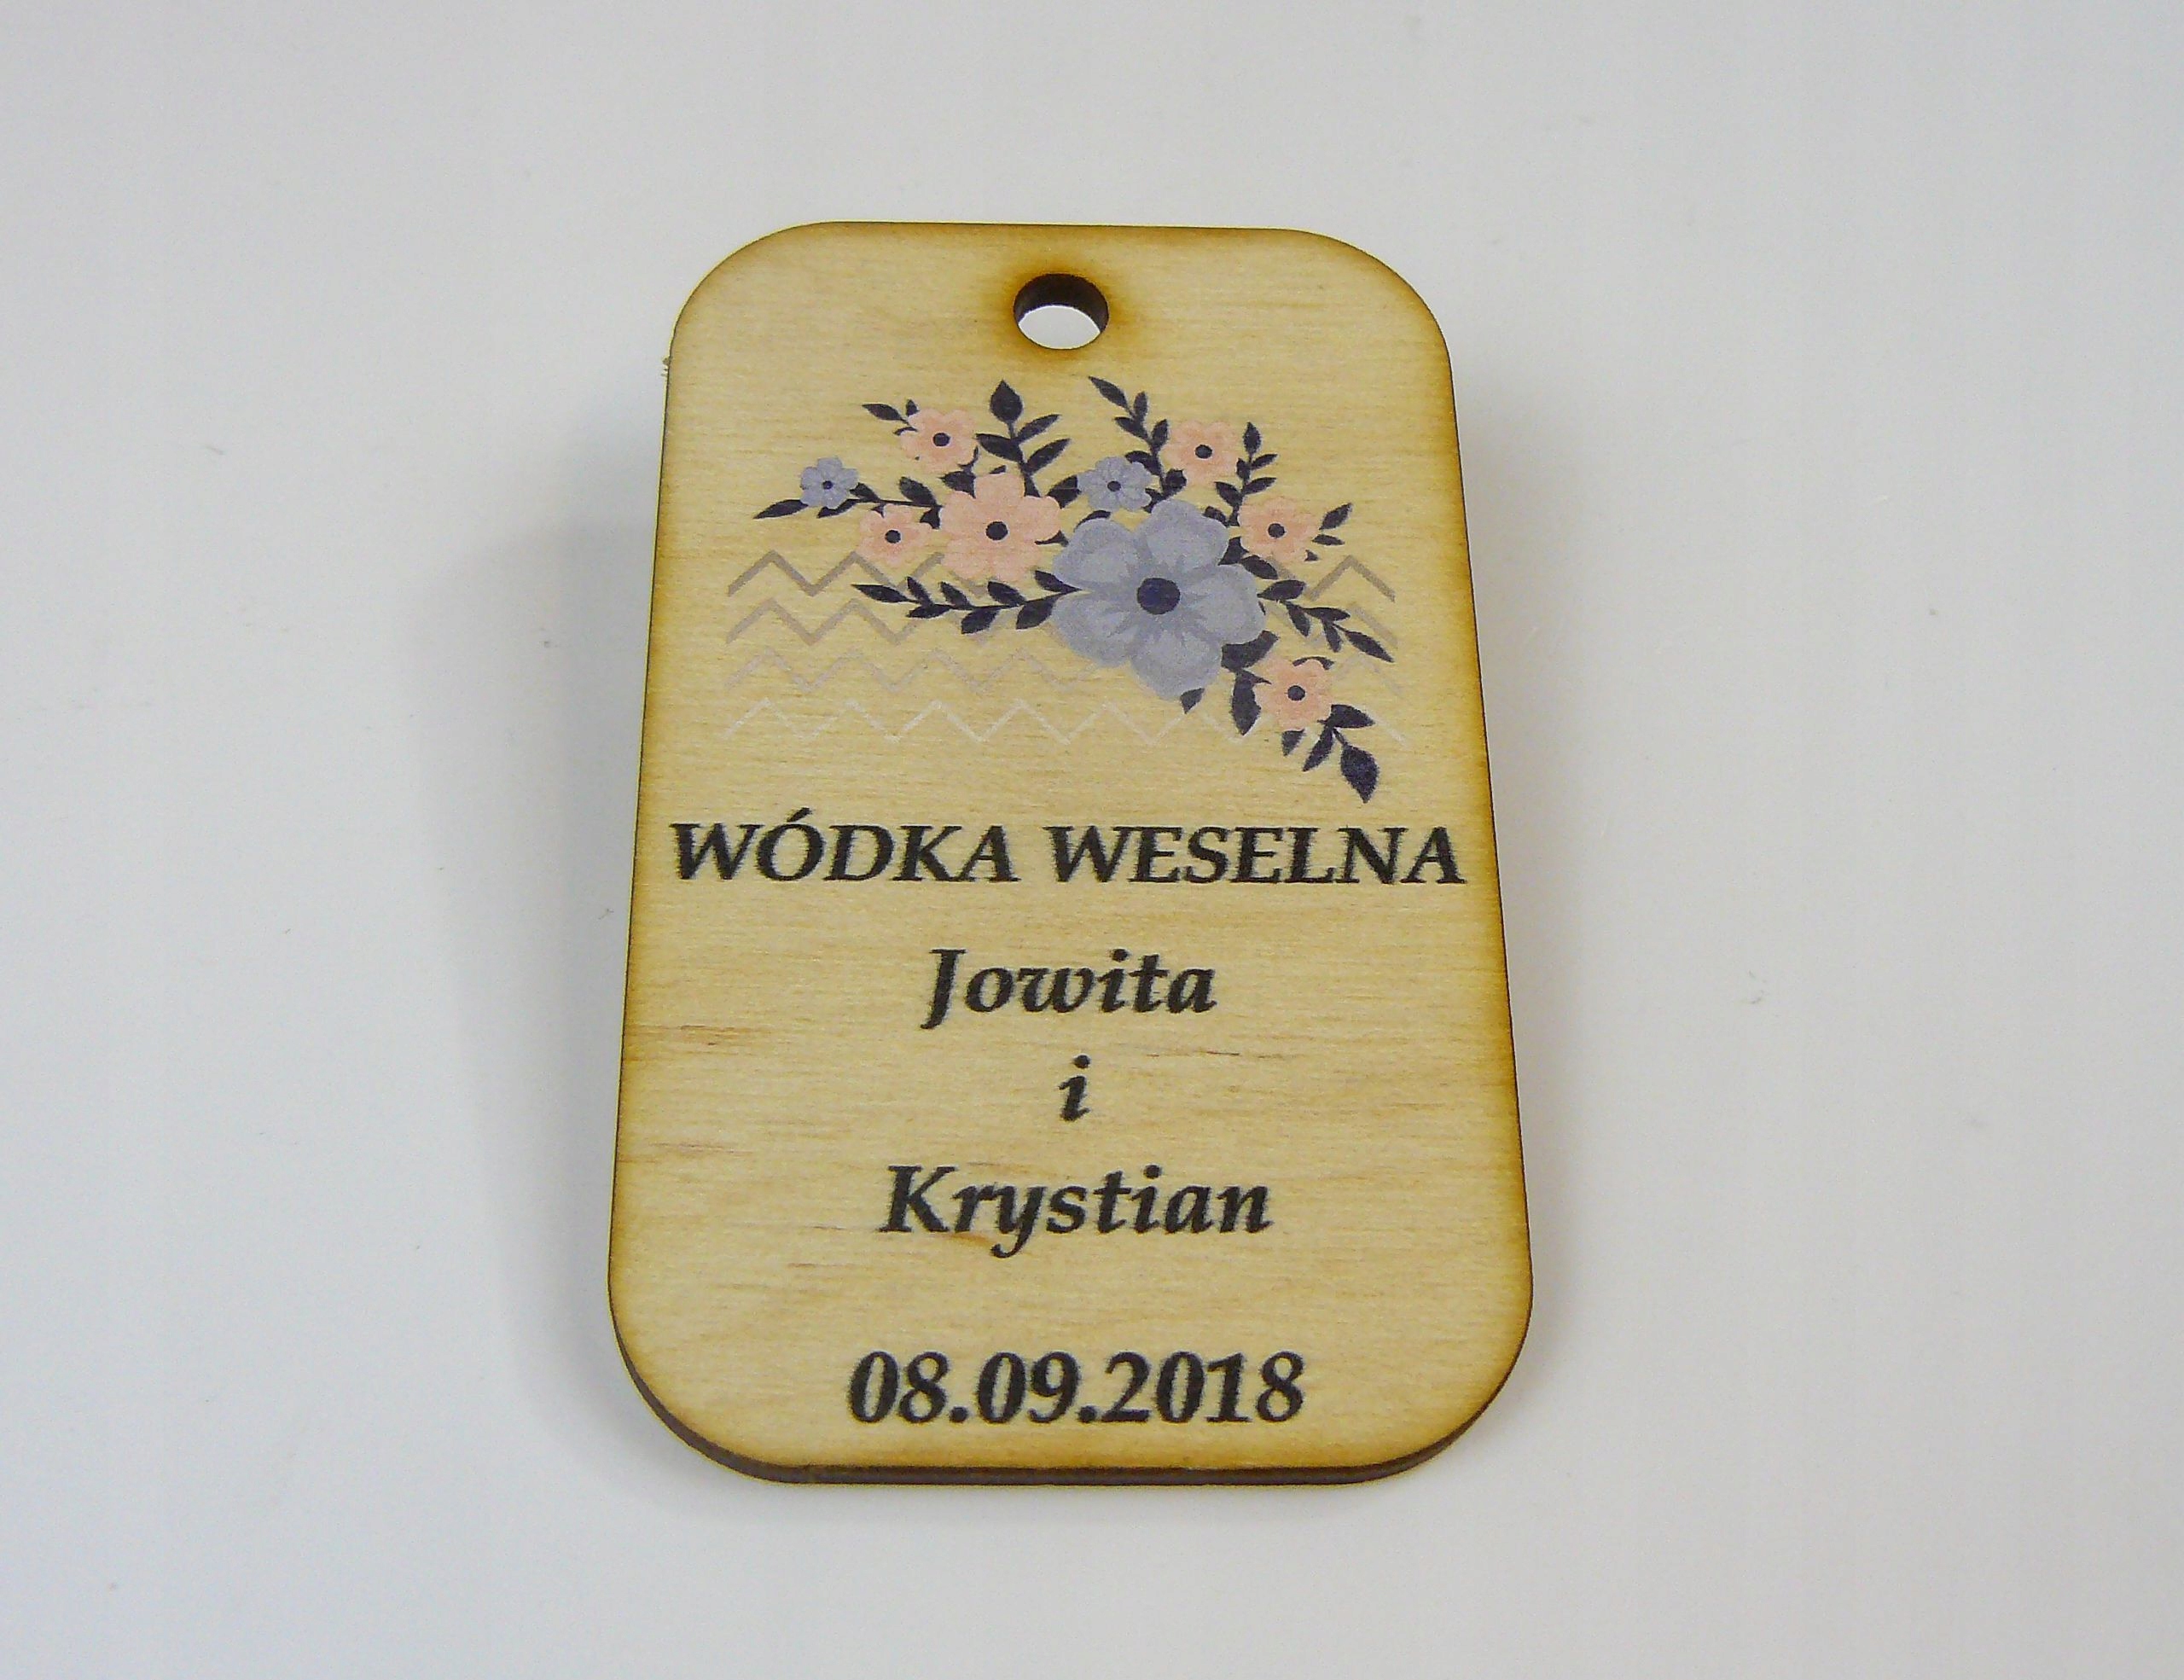 WÓDKA WESELNA
Jowita
i
Krystian
08.09.2018